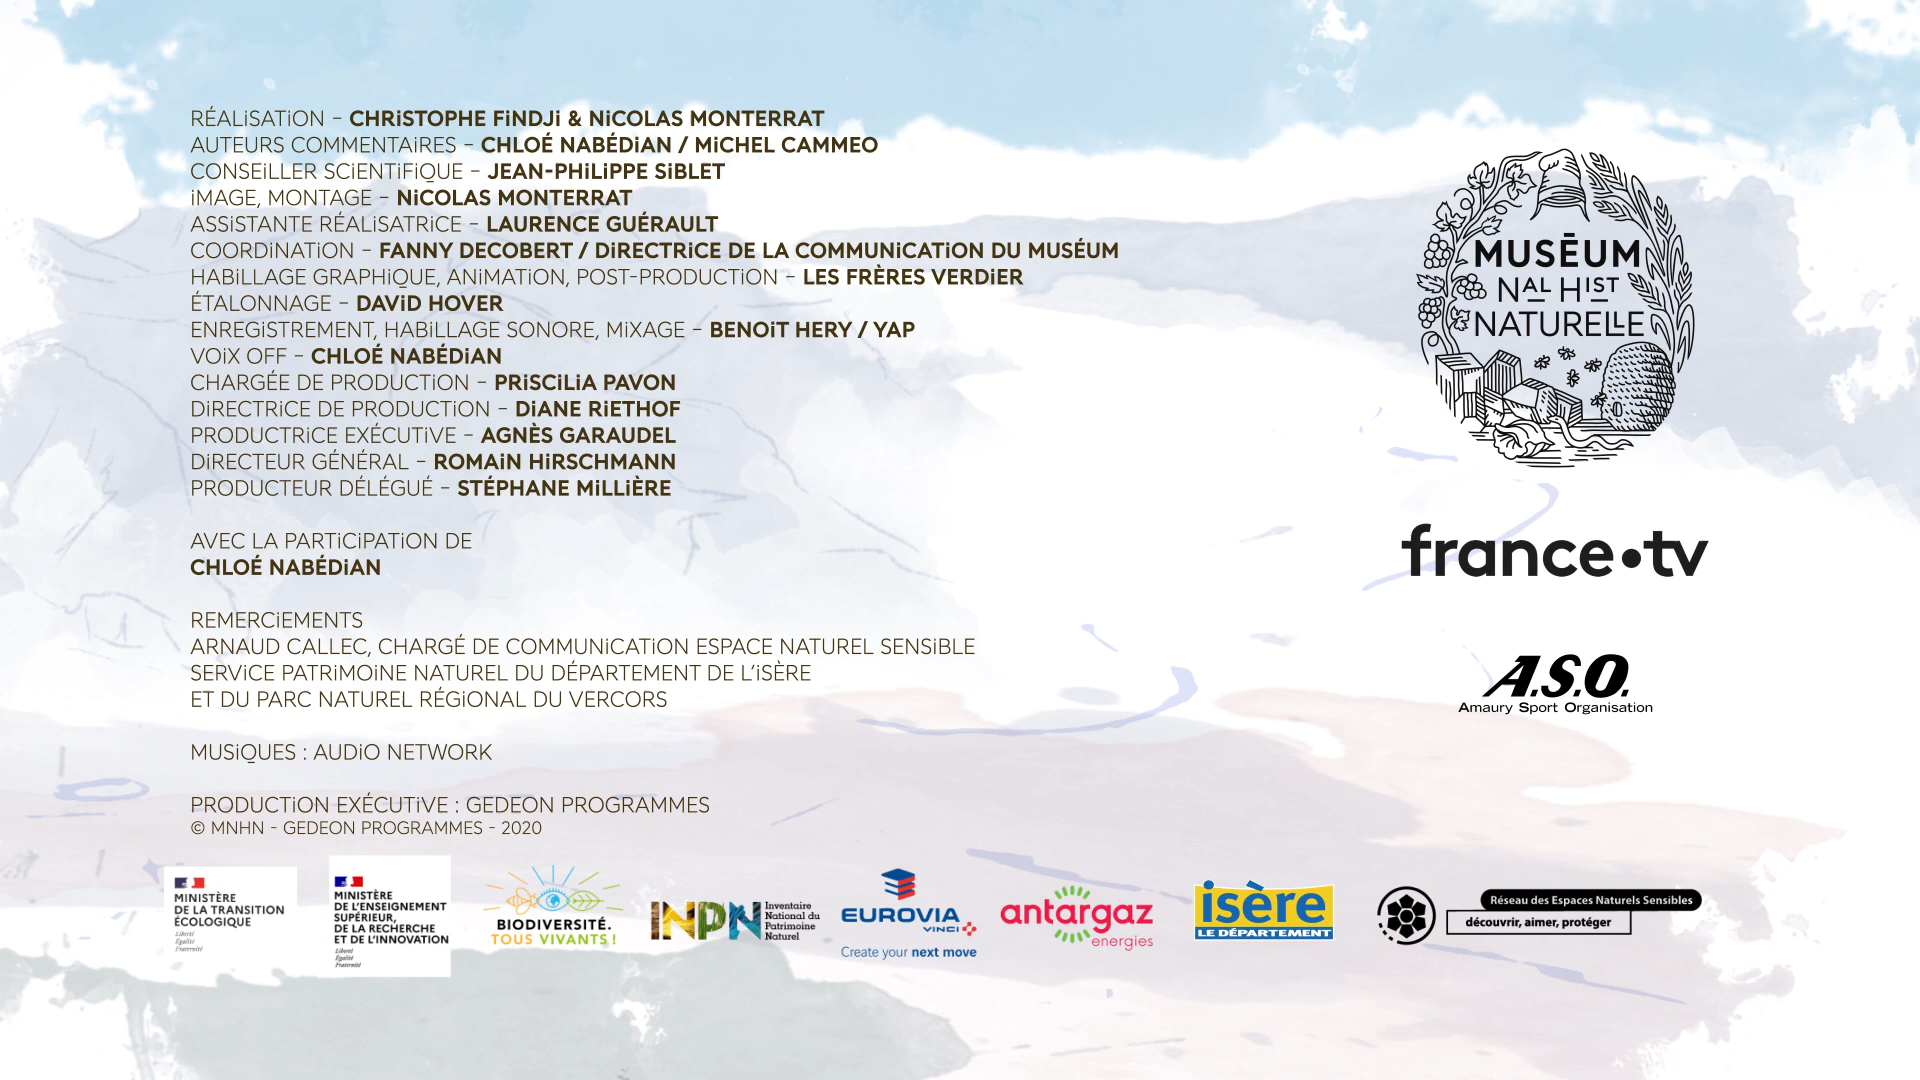 RÉALiSATiON – CHRiSTOPHE FiNDJi & NiCOLAS MONTERRAT
AUTEURS COMMENTAiRES – CHLOÉ NABÉDiAN / MiCHEL CAMMEO
CONSEiLLER SCiENTiFiQUE – JEAN-PHiLiPPE SiBLET
iMAGE, MONTAGE – NiCOLAS MONTERRAT
ASSiSTANTE RÉALiSATRiCE – LAURENCE GUÉRAULT
COORDiNATiON – FANNY DECOBERT / DiRECTRiCE DE LA COMMUNiCATiON DU MUSÉUM
HABiLLAGE GRAPHiQUE, ANiMATiON, POST-PRODUCTiON – LES FRÈRES VERDiER
ÉTALONNAGE – DAViD HOVER
ENREGiSTREMENT, HABiLLAGE SONORE, MiXAGE – BENOiT HERY / YAP
VOiX OFF – CHLOÉ NABÉDiAN
CHARGÉE DE PRODUCTiON – PRiSCiLiA PAVON
DiRECTRiCE DE PRODUCTiON – DiANE RiETHOF
PRODUCTRiCE EXÉCUTiVE – AGNÈS GARAUDEL
DiRECTEUR GÉNÉRAL – ROMAiN HiRSCHMANN
PRODUCTEUR DÉLÉGUÉ – STÉPHANE MiLLiÈRE
AVEC LA PARTiCiPATiON DE
CHLOÉ NABÉDiAN
REMERCiEMENTS
ARNAUD CALLEC, CHARGÉ DE COMMUNiCATiON ESPACE NATUREL SENSiBLE
SERViCE PATRiMOiNE NATUREL DU DÉPARTEMENT DE L'iSÈRE
ET DU PARC NATUREL RÉGiONAL DU VERCORS
MUSiQUES : AUDiO NETWORK
PRODUCTiON EXÉCUTiVE : GEDEON PROGRAMMES
© MNHN - GEDEON PROGRAMMES - 2020
MUSĒUM
NAL HIST
NATURELLE
france•tv
A.S.O.
Amaury Sport Organisation
MINISTÈRE
DE LA TRANSITION
ÉCOLOGIQUE
Liberté
Égalité
Fraternité
MINISTÈRE
DE L'ENSEIGNEMENT
SUPÉRIEUR,
DE LA RECHERCHE
ET DE L'INNOVATION
Liberté
Égalité
Fraternité
BIODIVERSITÉ.
TOUS VIVANTS !
INPN
Inventaire
National du
Patrimoine
Naturel
EUROVIA
VINCI
Create your next move
antargaz
energies
isère
LE DÉPARTEMENT
Réseau des Espaces Naturels Sensibles
découvrir, aimer, protéger